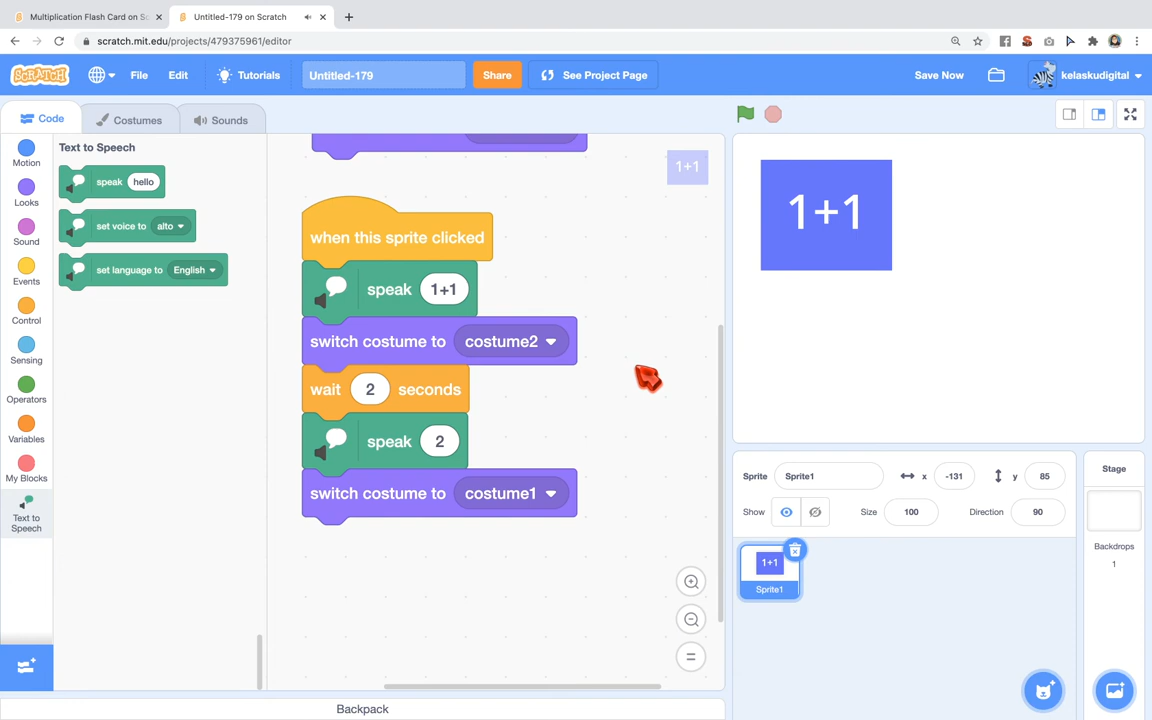 Multiplication Flash Card on Sc
Untitled-179 on Scratch
scratch.mit.edu/projects/479375961/editor
SCRATCH
File
Edit
Tutorials
Untitled-179
Share
See Project Page
Save Now
kelaskudigital
Code
Costumes
Sounds
Motion
Looks
Sound
Events
Control
Sensing
Operators
Variables
My Blocks
Text to
Speech
Text to Speech
speak hello
set voice to alto
set language to English
1+1
when this sprite clicked
speak 1+1
switch costume to costume2
wait 2 seconds
speak 2
switch costume to costume1
Backpack
1+1
Sprite Sprite1 x -131 y 85
Show Size 100 Direction 90
1+1
Sprite1
Stage
Backdrops
1